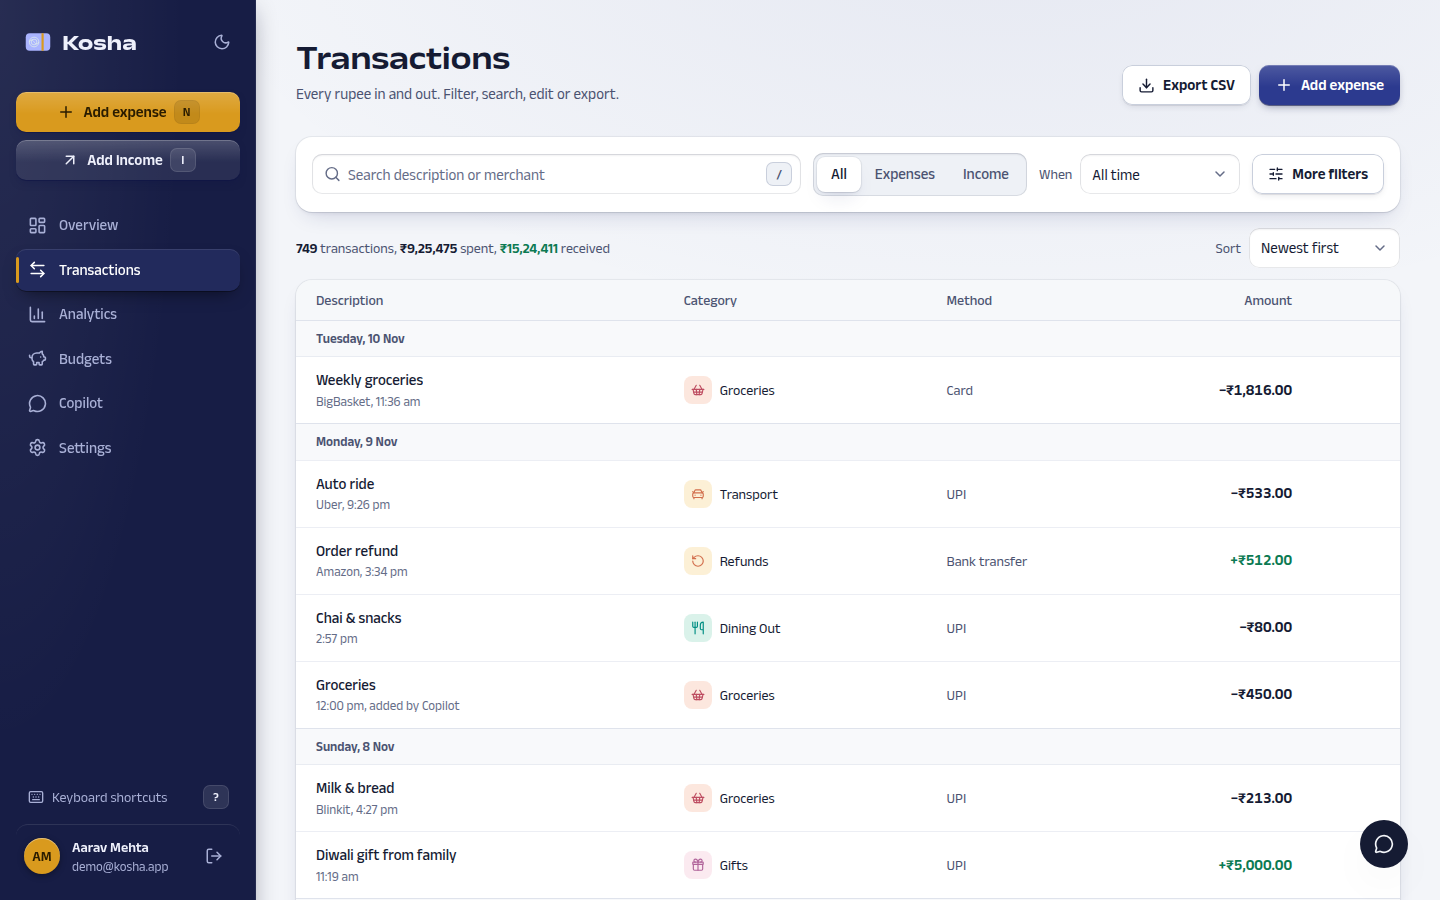 Kosha
Add expense N
Add Income I
Overview
Transactions
Analytics
Budgets
Copilot
Settings
Keyboard shortcuts ?
AM
Aarav Mehta
demo@kosha.app
Transactions
Every rupee in and out. Filter, search, edit or export.
Export CSV
Add expense
Search description or merchant /
All Expenses Income
When All time
More filters
749 transactions, ₹9,25,475 spent, ₹15,24,411 received
Sort Newest first
Description Category Method Amount
Tuesday, 10 Nov
Weekly groceries
BigBasket, 11:36 am
Groceries Card −₹1,816.00
Monday, 9 Nov
Auto ride
Uber, 9:26 pm
Transport UPI −₹533.00
Order refund
Amazon, 3:34 pm
Refunds Bank transfer +₹512.00
Chai & snacks
2:57 pm
Dining Out UPI −₹80.00
Groceries
12:00 pm, added by Copilot
Groceries UPI −₹450.00
Sunday, 8 Nov
Milk & bread
Blinkit, 4:27 pm
Groceries UPI −₹213.00
Diwali gift from family
11:19 am
Gifts UPI +₹5,000.00